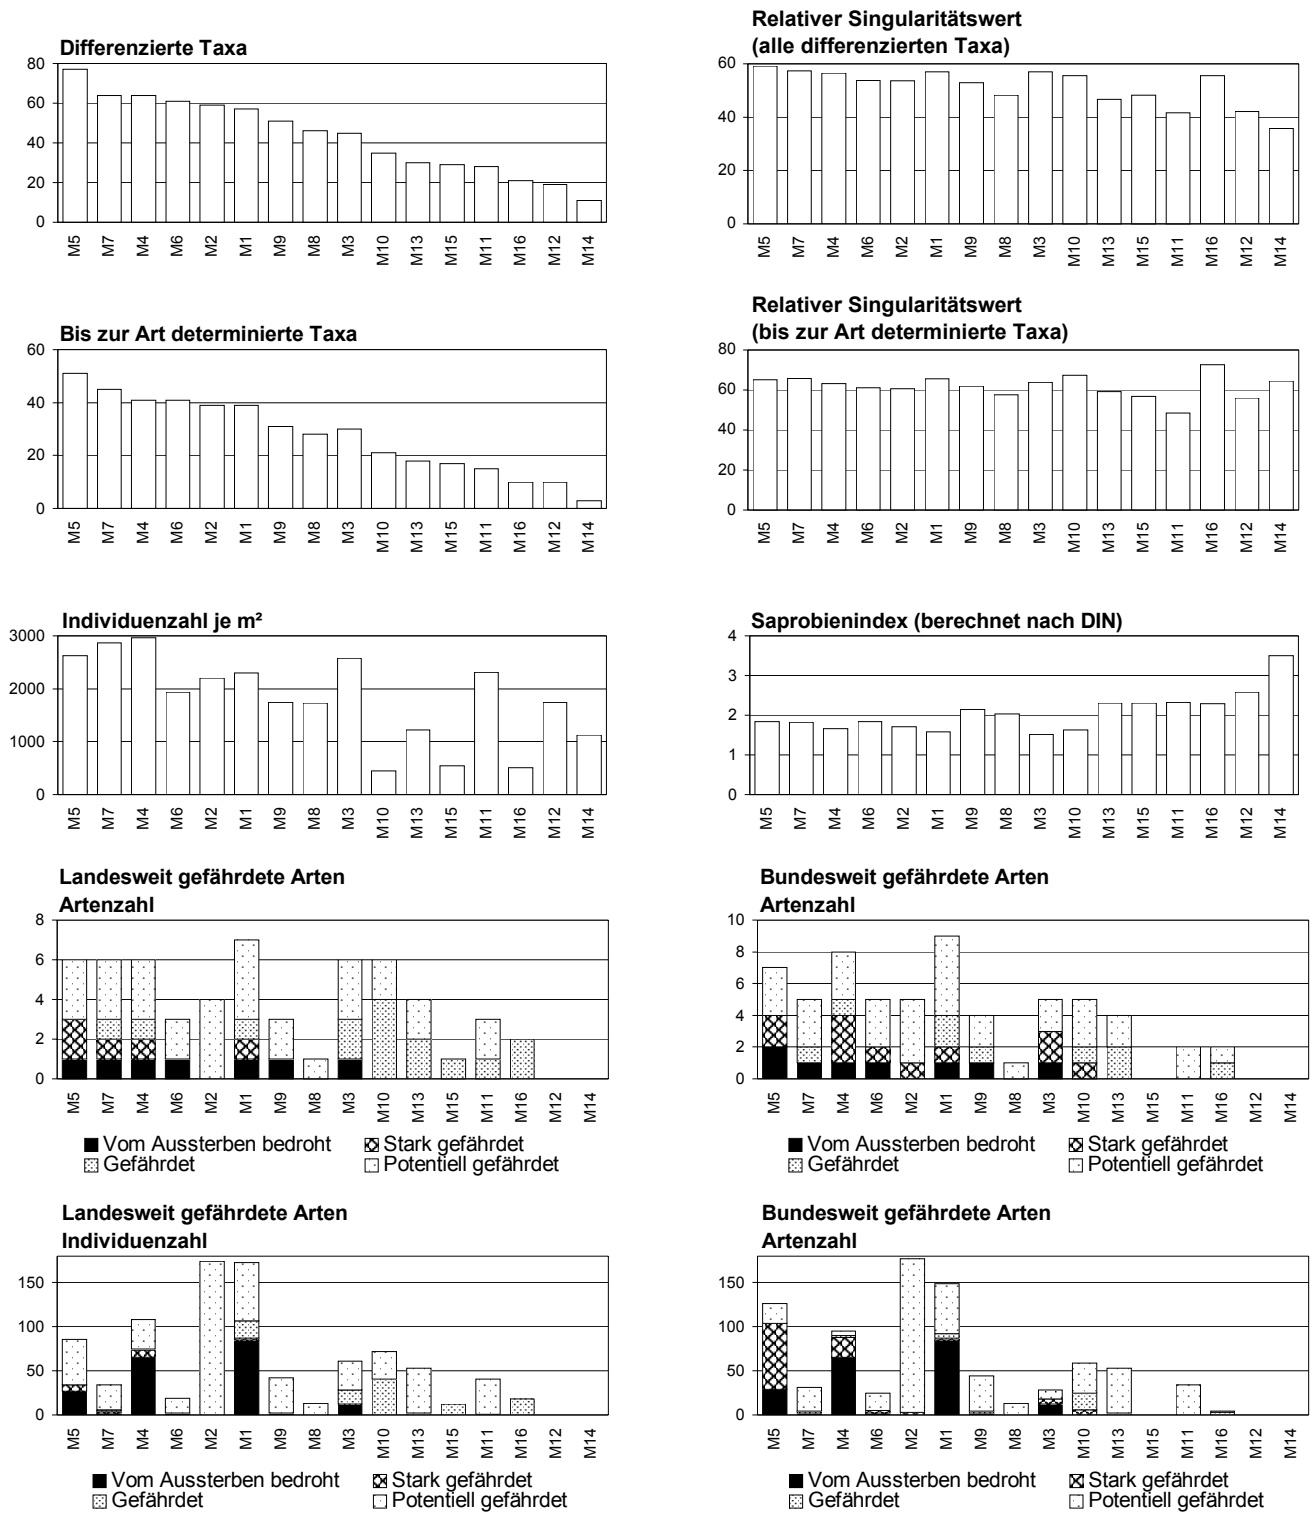 Differenzierte Taxa
80
60
40
20
0
M5 M7 M4 M6 M2 M1 M9 M8 M3 M10 M13 M15 M11 M16 M12 M14
Relativer Singularitätswert
(alle differenzierten Taxa)
60
40
20
0
M5 M7 M4 M6 M2 M1 M9 M8 M3 M10 M13 M15 M11 M16 M12 M14
Bis zur Art determinierte Taxa
60
40
20
0
M5 M7 M4 M6 M2 M1 M9 M8 M3 M10 M13 M15 M11 M16 M12 M14
Relativer Singularitätswert
(bis zur Art determinierte Taxa)
80
60
40
20
0
M5 M7 M4 M6 M2 M1 M9 M8 M3 M10 M13 M15 M11 M16 M12 M14
Individuenzahl je m²
3000
2000
1000
0
M5 M7 M4 M6 M2 M1 M9 M8 M3 M10 M13 M15 M11 M16 M12 M14
Saprobienindex (berechnet nach DIN)
4
3
2
1
0
M5 M7 M4 M6 M2 M1 M9 M8 M3 M10 M13 M15 M11 M16 M12 M14
Landesweit gefährdete Arten
Artenzahl
8
6
4
2
0
M5 M7 M4 M6 M2 M1 M9 M8 M3 M10 M13 M15 M11 M16 M12 M14
Vom Aussterben bedroht Stark gefährdet
Gefährdet Potentiell gefährdet
Bundesweit gefährdete Arten
Artenzahl
10
8
6
4
2
0
M5 M7 M4 M6 M2 M1 M9 M8 M3 M10 M13 M15 M11 M16 M12 M14
Vom Aussterben bedroht Stark gefährdet
Gefährdet Potentiell gefährdet
Landesweit gefährdete Arten
Individuenzahl
150
100
50
0
M5 M7 M4 M6 M2 M1 M9 M8 M3 M10 M13 M15 M11 M16 M12 M14
Vom Aussterben bedroht Stark gefährdet
Gefährdet Potentiell gefährdet
Bundesweit gefährdete Arten
Artenzahl
150
100
50
0
M5 M7 M4 M6 M2 M1 M9 M8 M3 M10 M13 M15 M11 M16 M12 M14
Vom Aussterben bedroht Stark gefährdet
Gefährdet Potentiell gefährdet